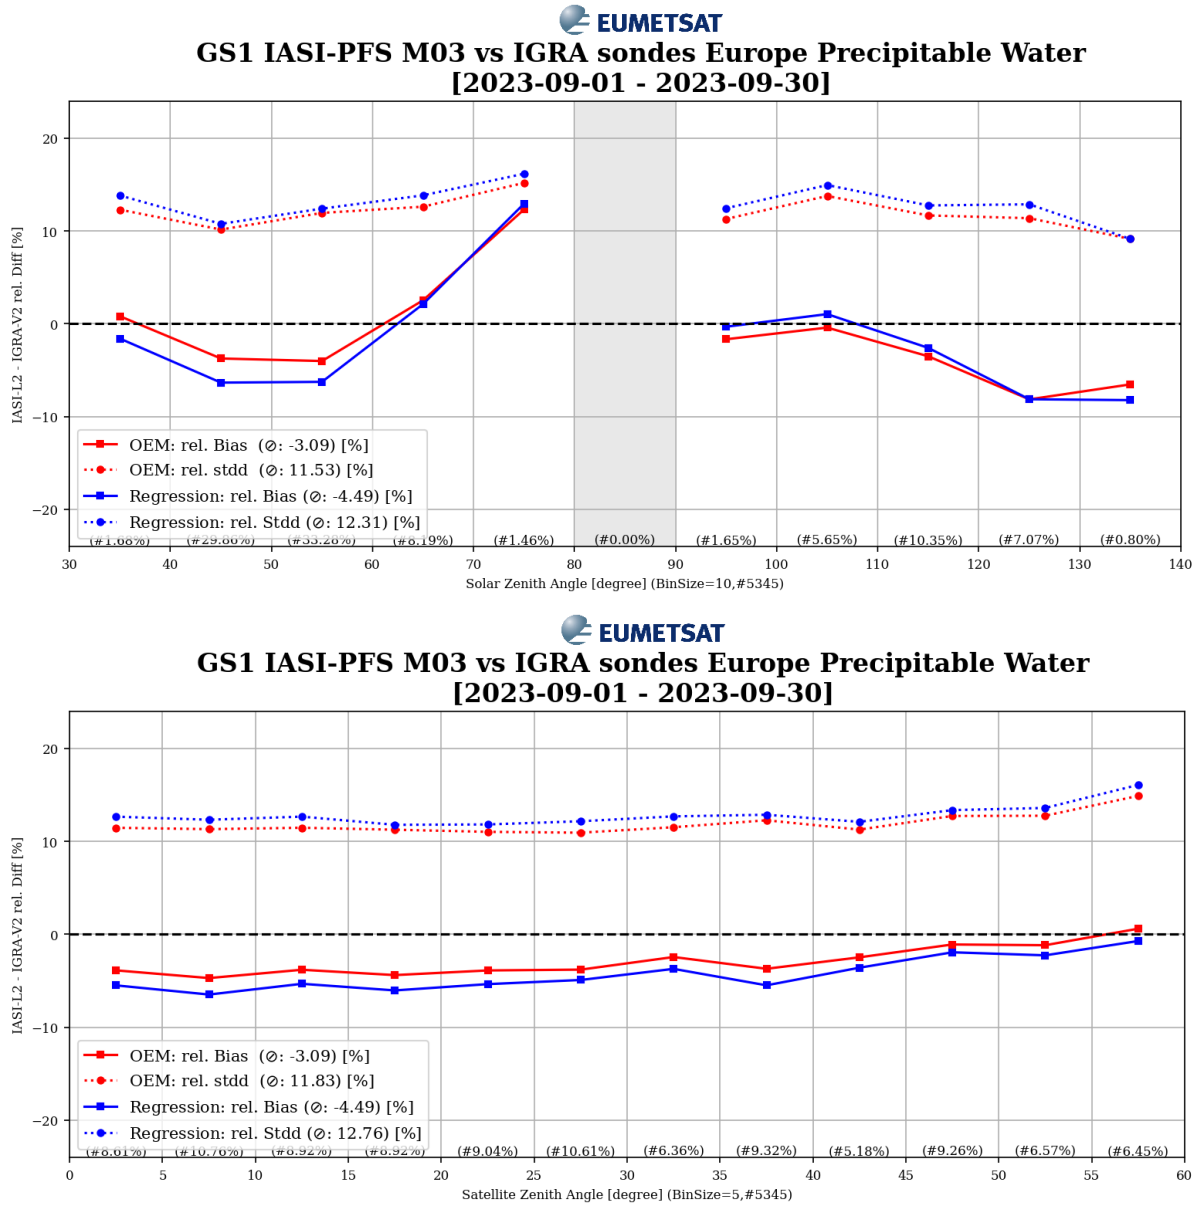 EUMETSAT
GS1 IASI-PFS M03 vs IGRA sondes Europe Precipitable Water
[2023-09-01 - 2023-09-30]
20
10
0
−10
−20
IASI-L2 - IGRA-V2 rel. Diff [%]
OEM: rel. Bias  (⊘: -3.09) [%]
OEM: rel. stdd  (⊘: 11.53) [%]
Regression: rel. Bias (⊘: -4.49) [%]
Regression: rel. Stdd (⊘: 12.31) [%]
(#1.68%) (#29.86%) (#33.28%) (#8.19%) (#1.46%) (#0.00%) (#1.65%) (#5.65%) (#10.35%) (#7.07%) (#0.80%)
30 40 50 60 70 80 90 100 110 120 130 140
Solar Zenith Angle [degree] (BinSize=10,#5345)
EUMETSAT
GS1 IASI-PFS M03 vs IGRA sondes Europe Precipitable Water
[2023-09-01 - 2023-09-30]
20
10
0
−10
−20
IASI-L2 - IGRA-V2 rel. Diff [%]
OEM: rel. Bias  (⊘: -3.09) [%]
OEM: rel. stdd  (⊘: 11.83) [%]
Regression: rel. Bias (⊘: -4.49) [%]
Regression: rel. Stdd (⊘: 12.76) [%]
(#8.61%) (#10.76%) (#8.92%) (#8.92%) (#9.04%) (#10.61%) (#6.36%) (#9.32%) (#5.18%) (#9.26%) (#6.57%) (#6.45%)
0 5 10 15 20 25 30 35 40 45 50 55 60
Satellite Zenith Angle [degree] (BinSize=5,#5345)